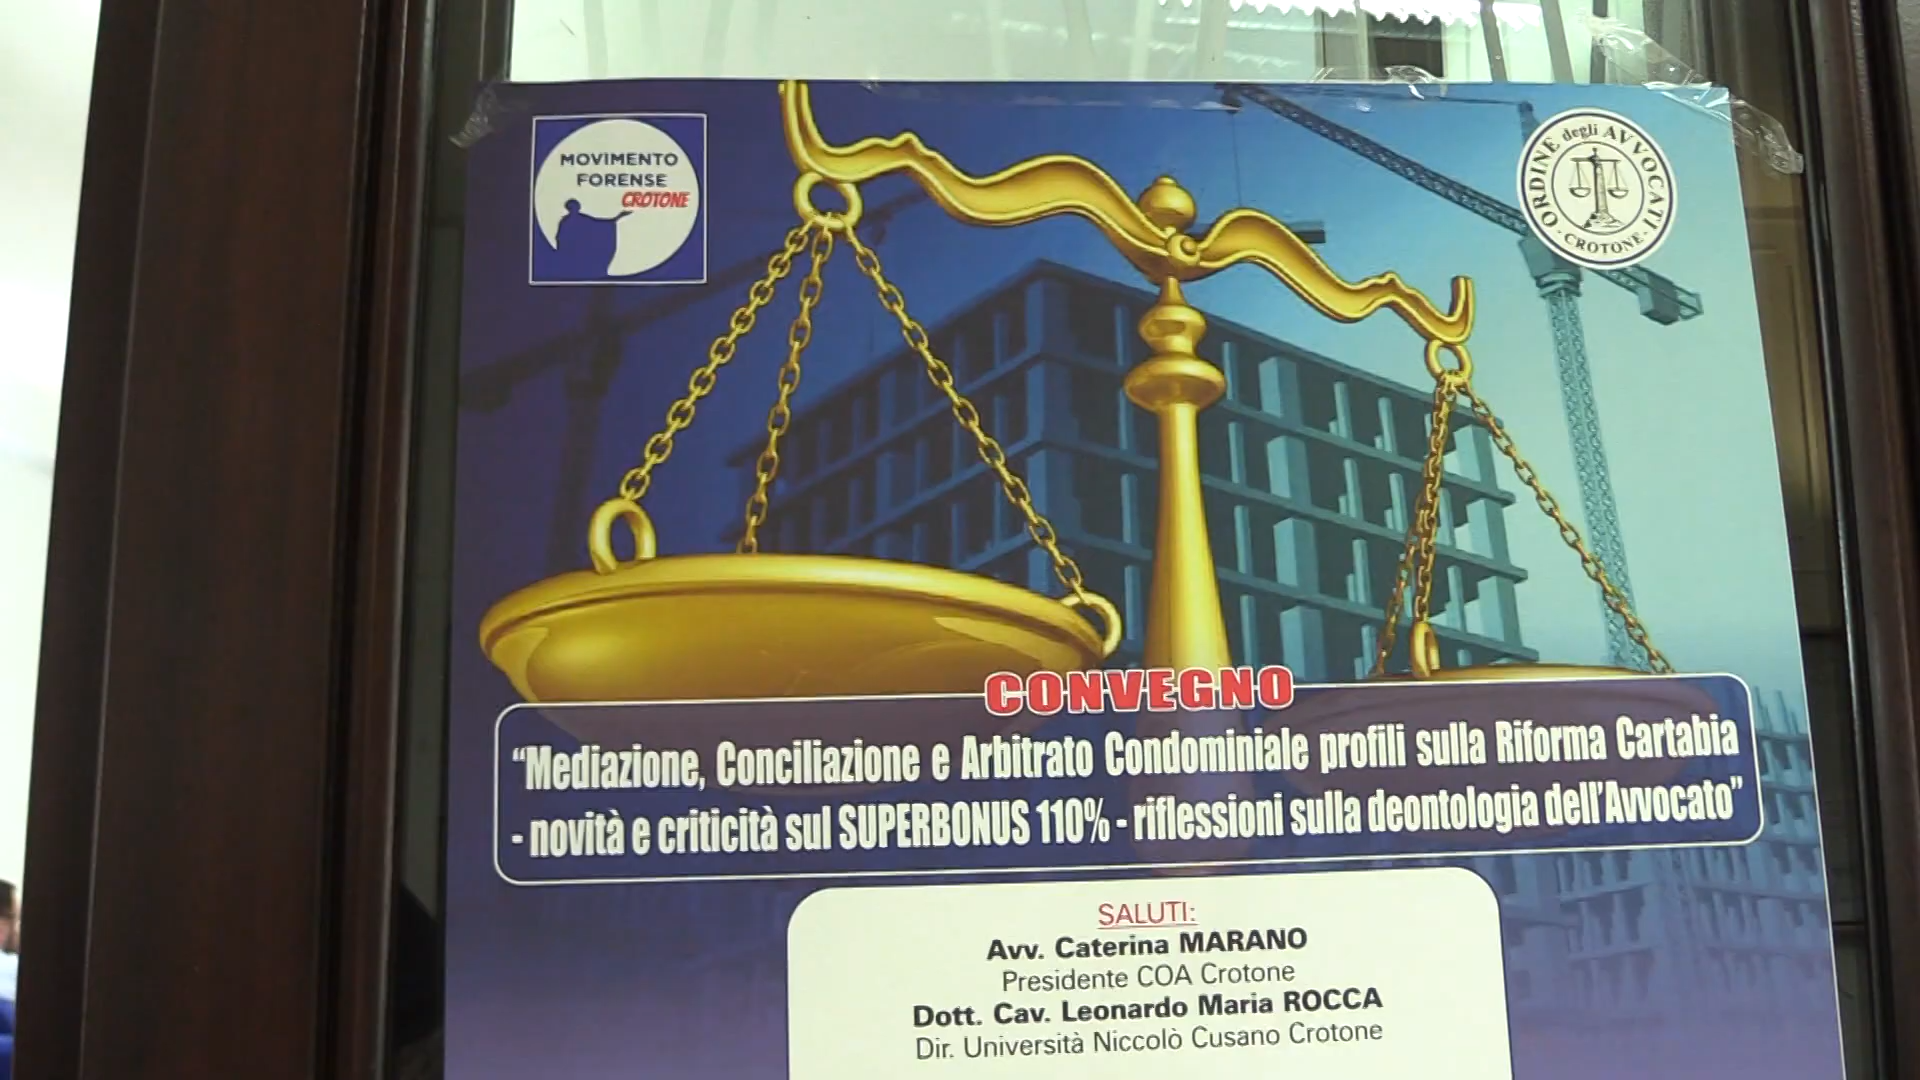 MOVIMENTO
FORENSE
CROTONE
ORDINE degli AVVOCATI
- CROTONE -
CONVEGNO
“Mediazione, Conciliazione e Arbitrato Condominiale profili sulla Riforma Cartabia
- novità e criticità sul SUPERBONUS 110% - riflessioni sulla deontologia dell’Avvocato”
SALUTI:
Avv. Caterina MARANO
Presidente COA Crotone
Dott. Cav. Leonardo Maria ROCCA
Dir. Università Niccolò Cusano Crotone